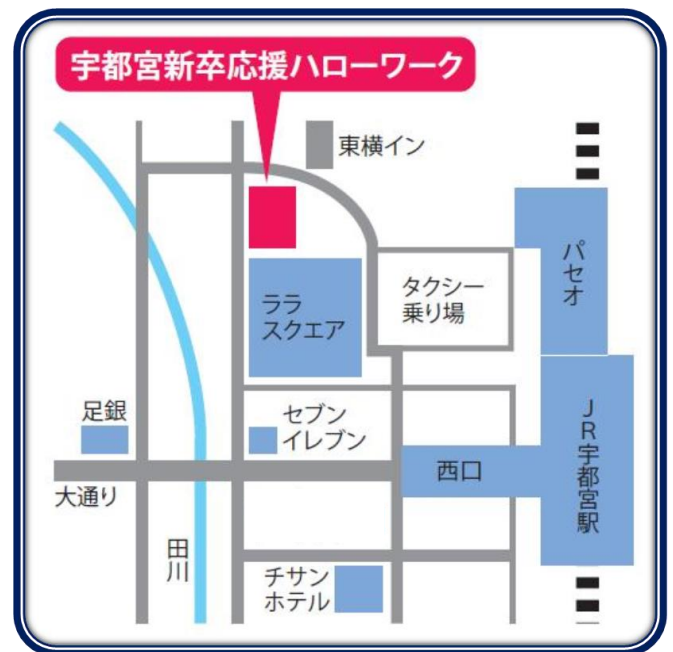 宇都宮新卒応援ハローワーク
東横イン
パセオ
タクシー
乗り場
ララ
スクエア
足銀
セブン
イレブン
西口
JR宇都宮駅
大通り
田川
チサン
ホテル